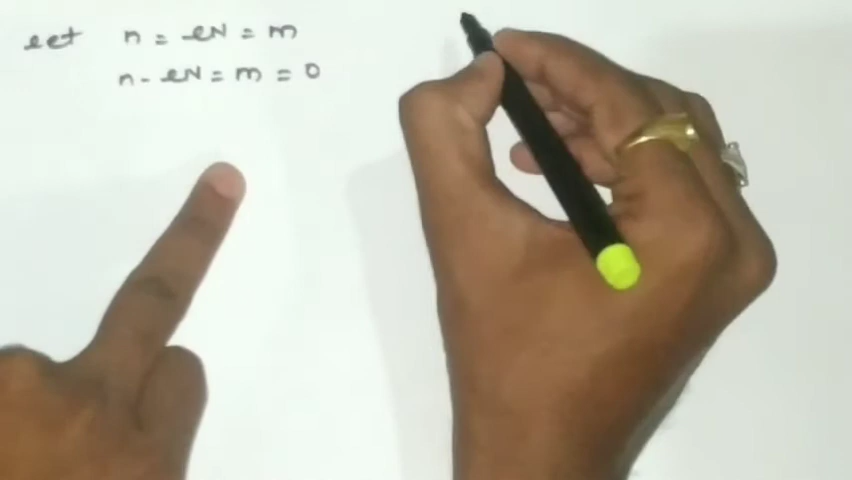 let n = en = m
n - en = m = 0